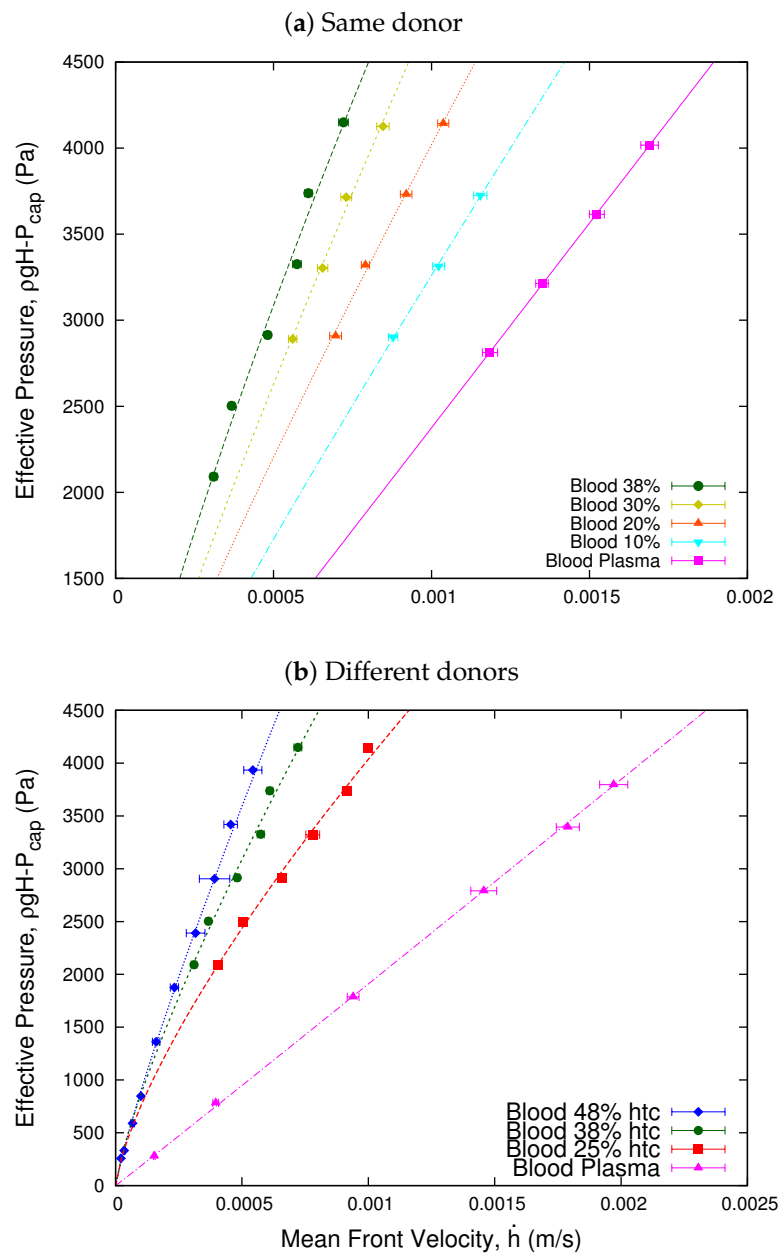 (a) Same donor
4500
4000
3500
3000
2500
2000
1500
Effective Pressure, ρgH-P_cap (Pa)
Blood 38%
Blood 30%
Blood 20%
Blood 10%
Blood Plasma
0 0.0005 0.001 0.0015 0.002
(b) Different donors
4500
4000
3500
3000
2500
2000
1500
1000
500
0
Effective Pressure, ρgH-P_cap (Pa)
Blood 48% htc
Blood 38% htc
Blood 25% htc
Blood Plasma
0 0.0005 0.001 0.0015 0.002 0.0025
Mean Front Velocity, ḣ (m/s)